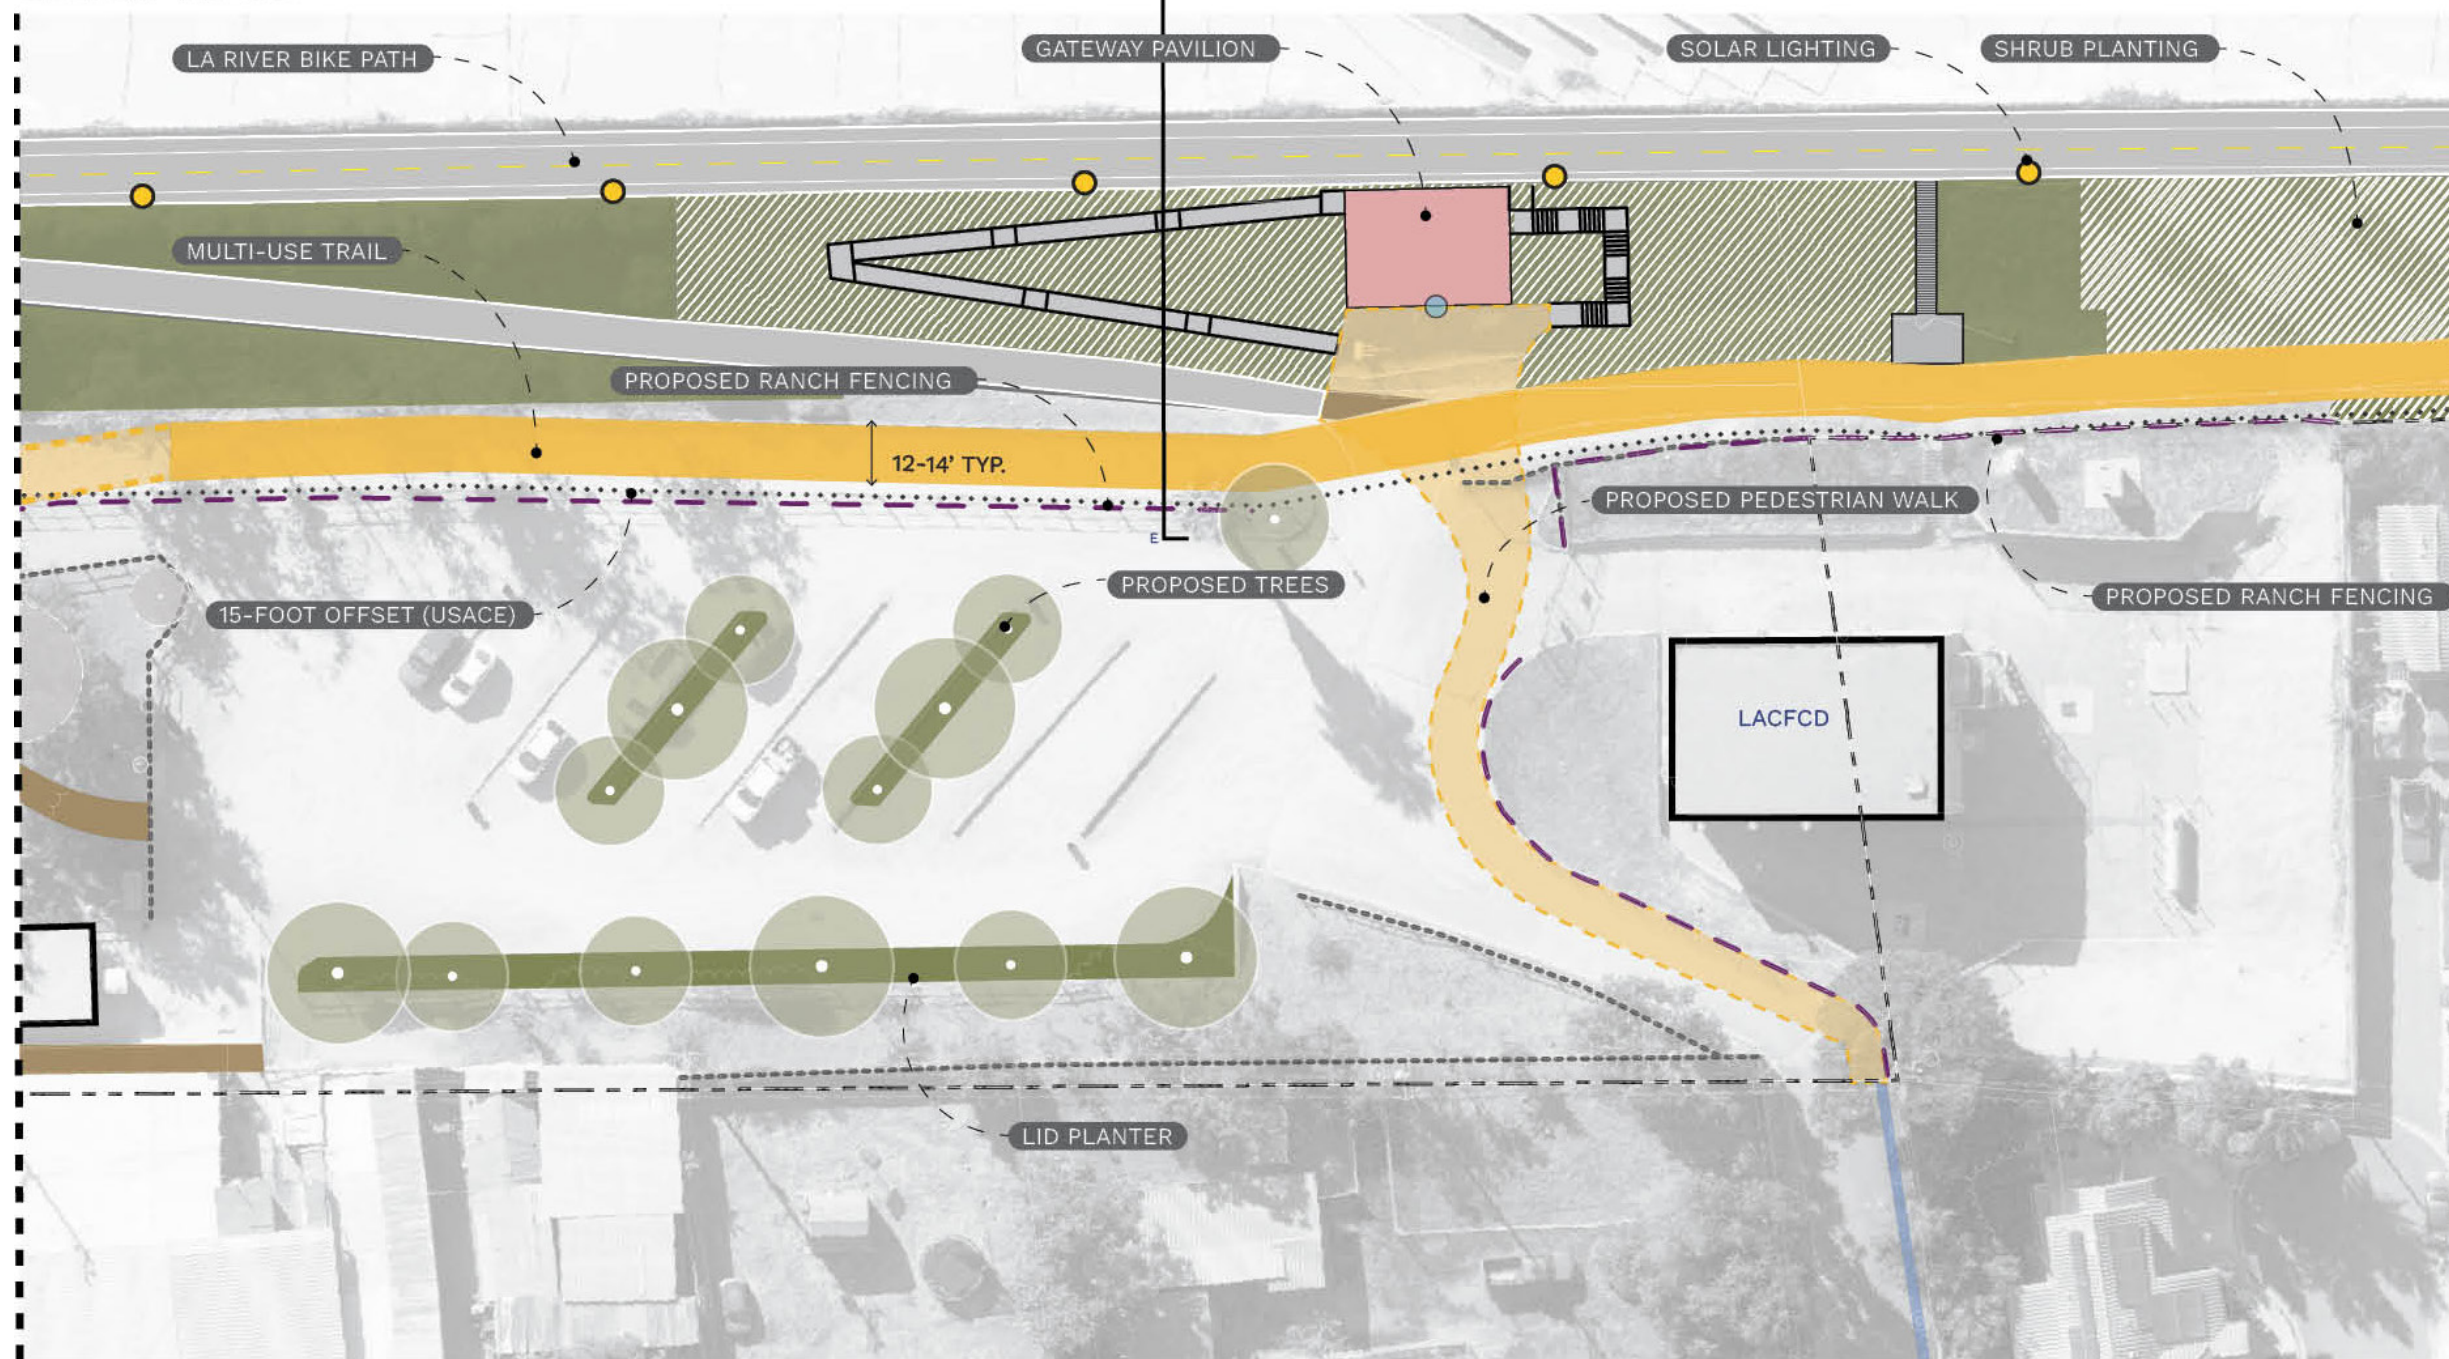 LA RIVER BIKE PATH
GATEWAY PAVILION
SOLAR LIGHTING
SHRUB PLANTING
MULTI-USE TRAIL
PROPOSED RANCH FENCING
12-14' TYP.
PROPOSED PEDESTRIAN WALK
E
PROPOSED TREES
PROPOSED RANCH FENCING
15-FOOT OFFSET (USACE)
LACFCD
LID PLANTER